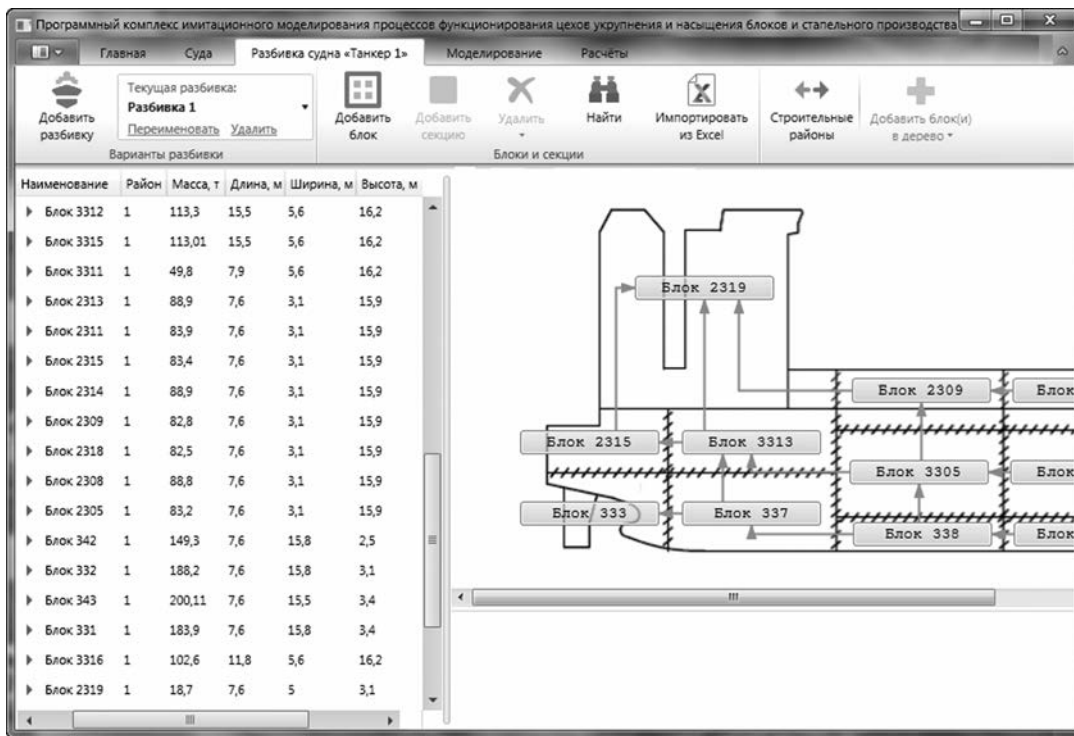 Программный комплекс имитационного моделирования процессов функционирования цехов укрупнения и насыщения блоков и стапельного производства
Главная Суда Разбивка судна «Танкер 1» Моделирование Расчёты
Добавить разбивку
Текущая разбивка:
Разбивка 1
Переименовать Удалить
Варианты разбивки
Добавить блок
Добавить секцию
Удалить
Найти
Импортировать из Excel
Блоки и секции
Строительные районы
Добавить блок(и) в дерево
Наименование Район Масса, т Длина, м Ширина, м Высота, м
Блок 3312 1 113,3 15,5 5,6 16,2
Блок 3315 1 113,01 15,5 5,6 16,2
Блок 3311 1 49,8 7,9 5,6 16,2
Блок 2313 1 88,9 7,6 3,1 15,9
Блок 2311 1 83,9 7,6 3,1 15,9
Блок 2315 1 83,4 7,6 3,1 15,9
Блок 2314 1 88,9 7,6 3,1 15,9
Блок 2309 1 82,8 7,6 3,1 15,9
Блок 2318 1 82,5 7,6 3,1 15,9
Блок 2308 1 88,8 7,6 3,1 15,9
Блок 2305 1 83,2 7,6 3,1 15,9
Блок 342 1 149,3 7,6 15,8 2,5
Блок 332 1 188,2 7,6 15,8 3,1
Блок 343 1 200,11 7,6 15,5 3,4
Блок 331 1 183,9 7,6 15,8 3,4
Блок 3316 1 102,6 11,8 5,6 16,2
Блок 2319 1 18,7 7,6 5 3,1
Блок 2319
Блок 2309 Блок
Блок 2315 Блок 3313
Блок 3305 Блок
Блок 333 Блок 337
Блок 338 Блок